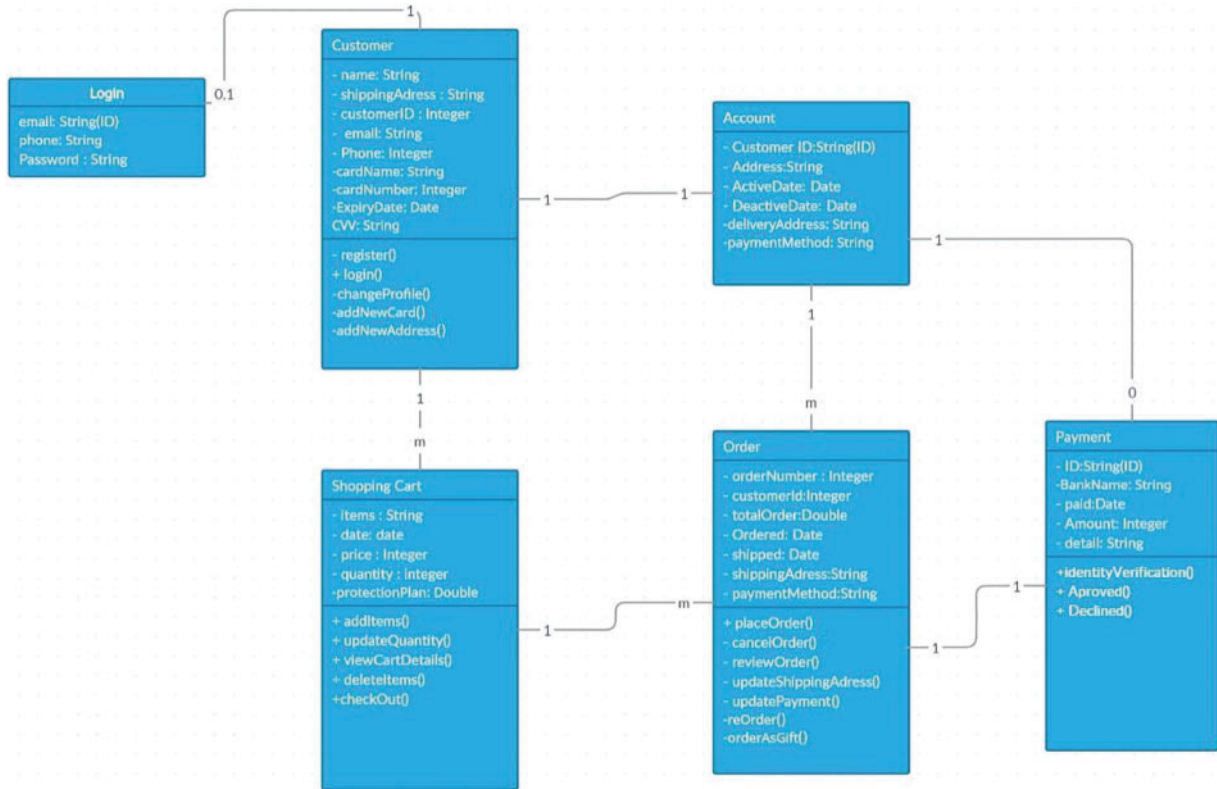 1
Customer
- name: String
- shippingAdress : String
- customerID : Integer
- email: String
- Phone: Integer
-cardName: String
-cardNumber: Integer
-ExpiryDate: Date
CVV: String
- register()
+ login()
-changeProfile()
-addNewCard()
-addNewAddress()
Login
email: String(ID)
phone: String
Password : String
0.1
1
1
Account
- Customer ID:String(ID)
- Address:String
- ActiveDate: Date
- DeactiveDate: Date
-deliveryAddress: String
-paymentMethod: String
1
1
m
0
1
m
Shopping Cart
- items : String
- date: date
- price : Integer
- quantity : integer
-protectionPlan: Double
+ addItems()
+ updateQuantity()
+ viewCartDetails()
+ deleteItems()
+checkOut()
1
m
Order
- orderNumber : Integer
- customerId:Integer
- totalOrder:Double
- Ordered: Date
- shipped: Date
- shippingAdress:String
- paymentMethod:String
+ placeOrder()
- cancelOrder()
- reviewOrder()
- updateShippingAdress()
- updatePayment()
-reOrder()
-orderAsGift()
1
1
Payment
- ID:String(ID)
-BankName: String
- paid:Date
- Amount: Integer
- detail: String
+identityVerification()
+ Aproved()
+ Declined()